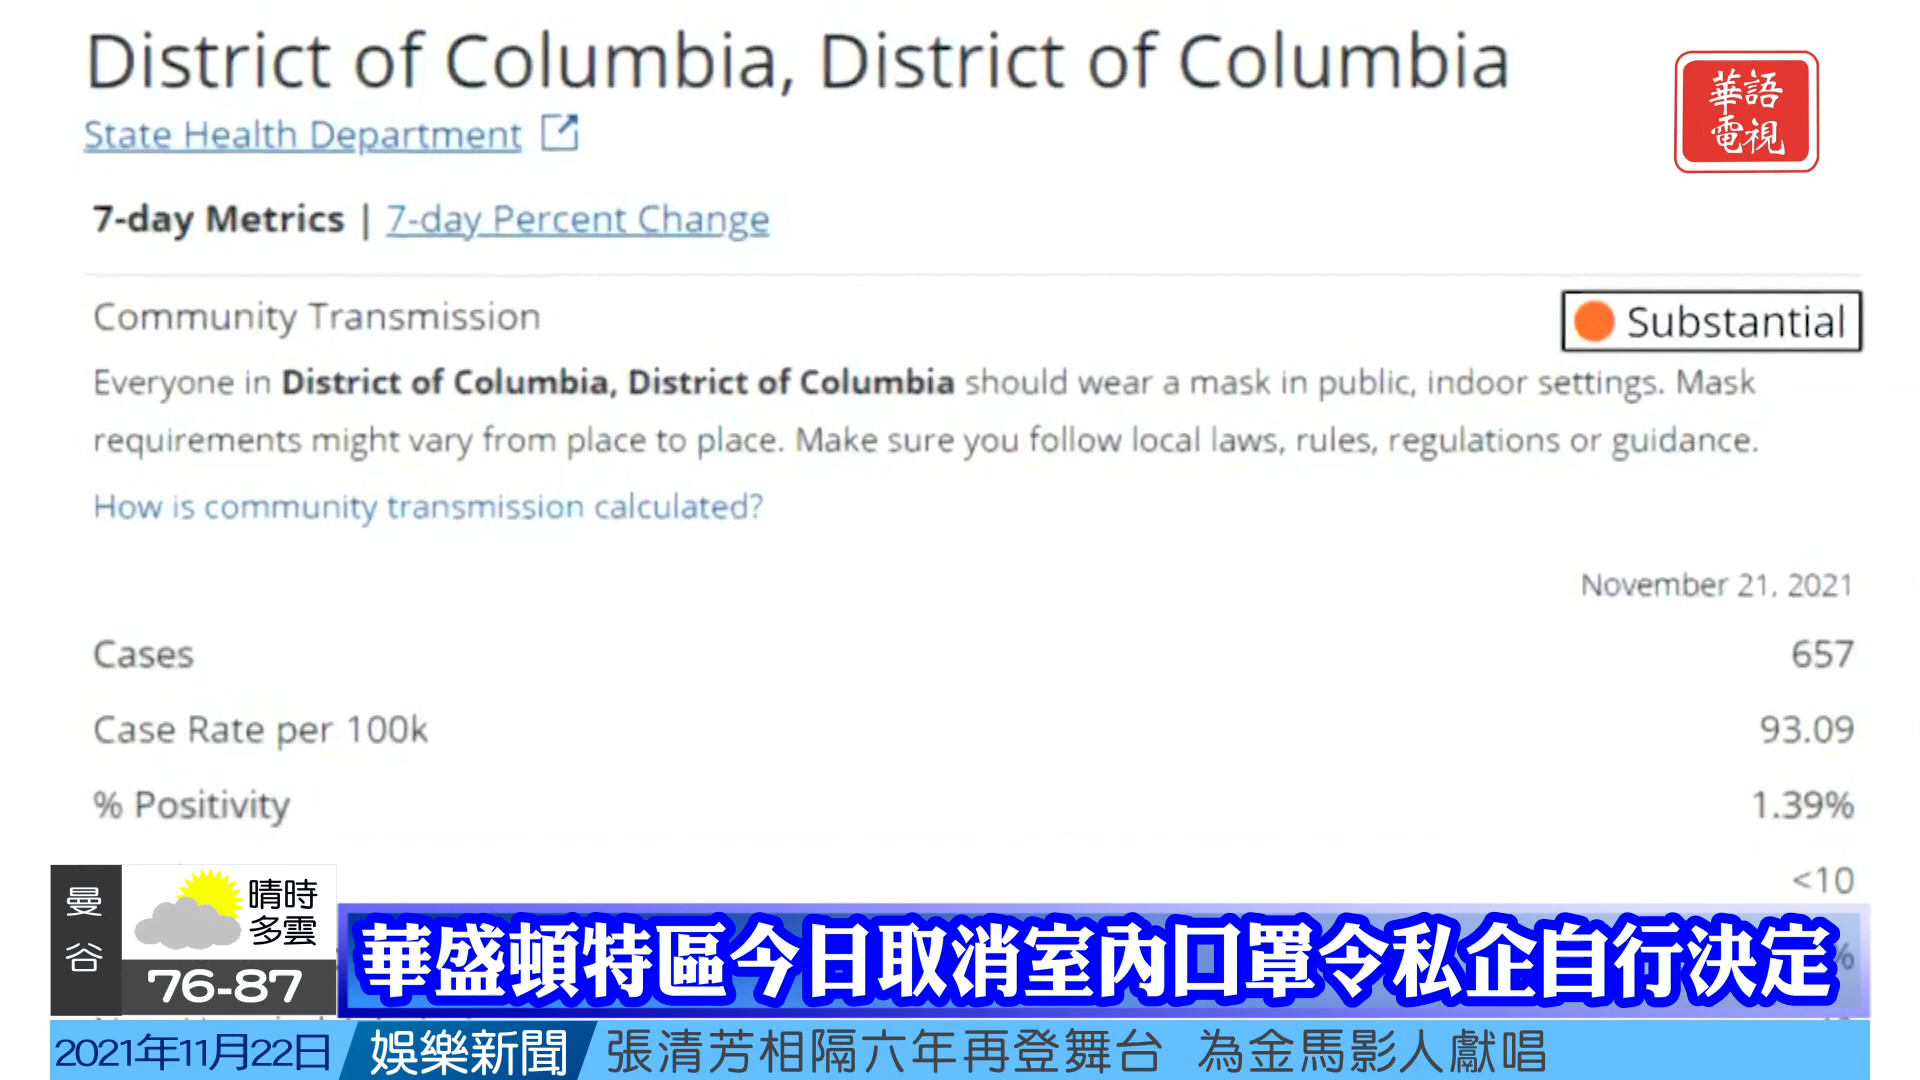 District of Columbia, District of Columbia
華語
電視
State Health Department
7-day Metrics | 7-day Percent Change
Community Transmission
Substantial
Everyone in District of Columbia, District of Columbia should wear a mask in public, indoor settings. Mask
requirements might vary from place to place. Make sure you follow local laws, rules, regulations or guidance.
How is community transmission calculated?
November 21, 2021
Cases 657
Case Rate per 100k 93.09
% Positivity 1.39%
<10
曼谷
晴時
多雲
76-87
華盛頓特區今日取消室內口罩令私企自行決定
%
2021年11月22日
娛樂新聞
張清芳相隔六年再登舞台 為金馬影人獻唱